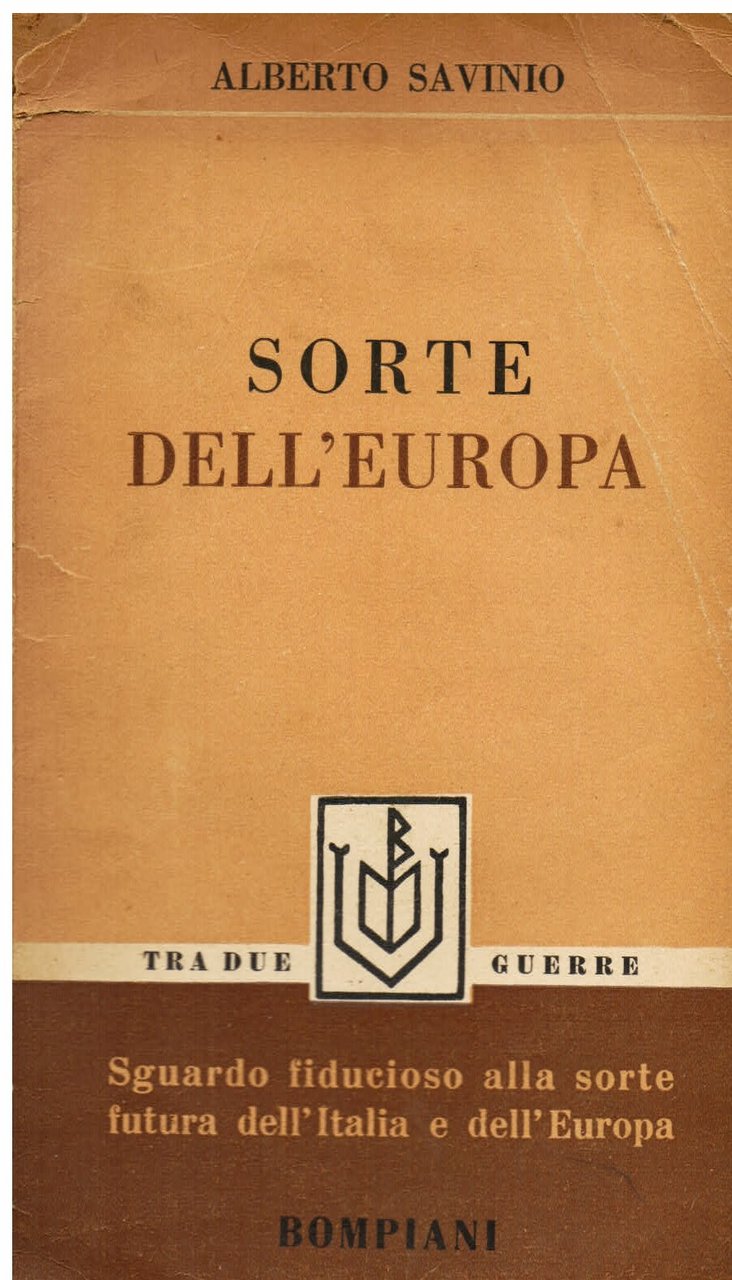 ALBERTO SAVINIO
SORTE
DELL'EUROPA
B
TRA DUE GUERRE
Sguardo fiducioso alla sorte
futura dell'Italia e dell'Europa
BOMPIANI